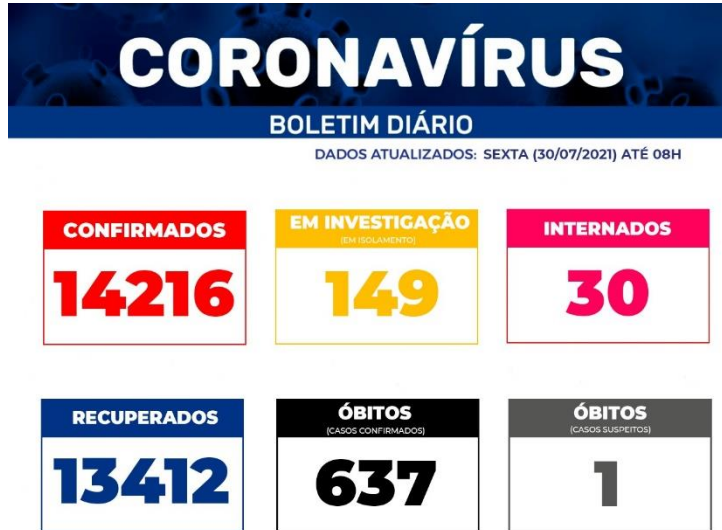 CORONAVÍRUS
BOLETIM DIÁRIO
DADOS ATUALIZADOS: SEXTA (30/07/2021) ATÉ 08H
CONFIRMADOS
14216
EM INVESTIGAÇÃO
(EM ISOLAMENTO)
149
INTERNADOS
30
RECUPERADOS
13412
ÓBITOS
(CASOS CONFIRMADOS)
637
ÓBITOS
(CASOS SUSPEITOS)
1